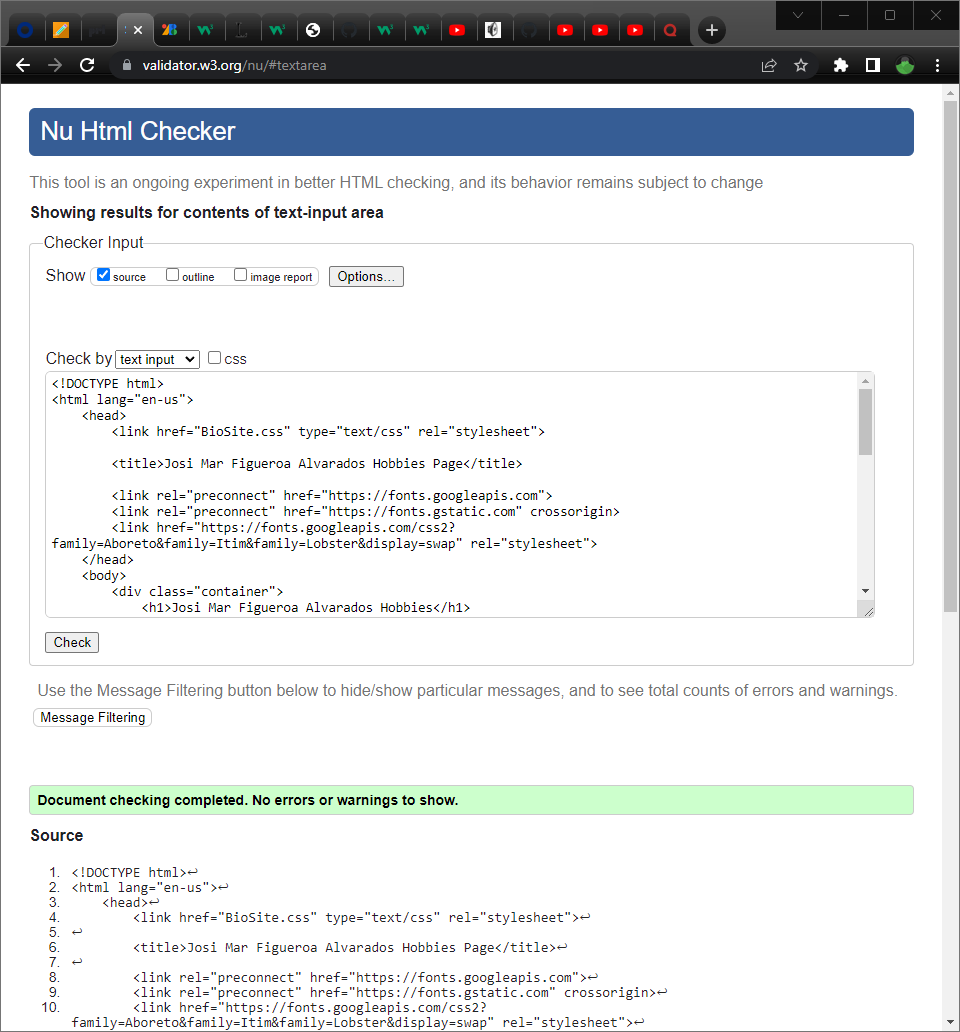 validator.w3.org/nu/#textarea
Nu Html Checker
This tool is an ongoing experiment in better HTML checking, and its behavior remains subject to change
Showing results for contents of text-input area
Checker Input
Show source outline image report Options...
Check by text input css
<!DOCTYPE html>
<html lang="en-us">
<head>
<link href="BioSite.css" type="text/css" rel="stylesheet">
<title>Josi Mar Figueroa Alvarados Hobbies Page</title>
<link rel="preconnect" href="https://fonts.googleapis.com">
<link rel="preconnect" href="https://fonts.gstatic.com" crossorigin>
<link href="https://fonts.googleapis.com/css2?
family=Aboreto&family=Itim&family=Lobster&display=swap" rel="stylesheet">
</head>
<body>
<div class="container">
<h1>Josi Mar Figueroa Alvarados Hobbies</h1>
Check
Use the Message Filtering button below to hide/show particular messages, and to see total counts of errors and warnings.
Message Filtering
Document checking completed. No errors or warnings to show.
Source
1. <!DOCTYPE html>↩
2. <html lang="en-us">↩
3. <head>↩
4. <link href="BioSite.css" type="text/css" rel="stylesheet">↩
5. ↩
6. <title>Josi Mar Figueroa Alvarados Hobbies Page</title>↩
7. ↩
8. <link rel="preconnect" href="https://fonts.googleapis.com">↩
9. <link rel="preconnect" href="https://fonts.gstatic.com" crossorigin>↩
10. <link href="https://fonts.googleapis.com/css2?
family=Aboreto&family=Itim&family=Lobster&display=swap" rel="stylesheet">↩